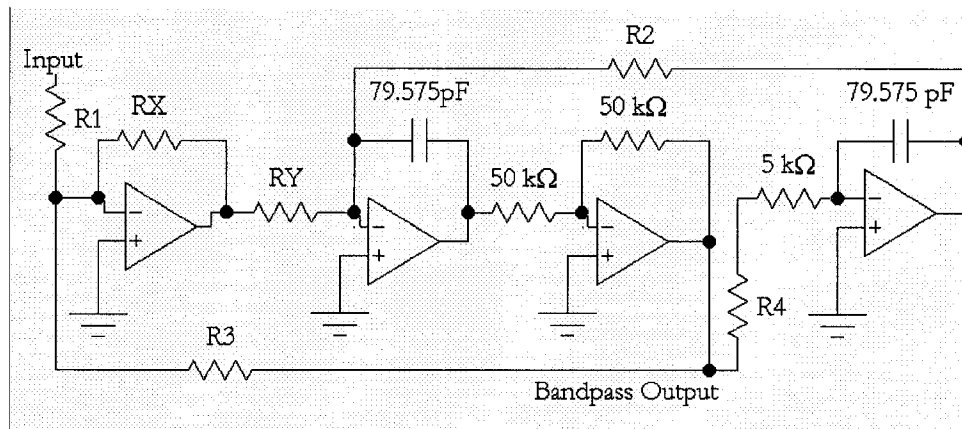 Input
R2
79.575pF
50 kΩ
79.575 pF
R1
RX
RY
50 kΩ
5 kΩ
R3
R4
Bandpass Output